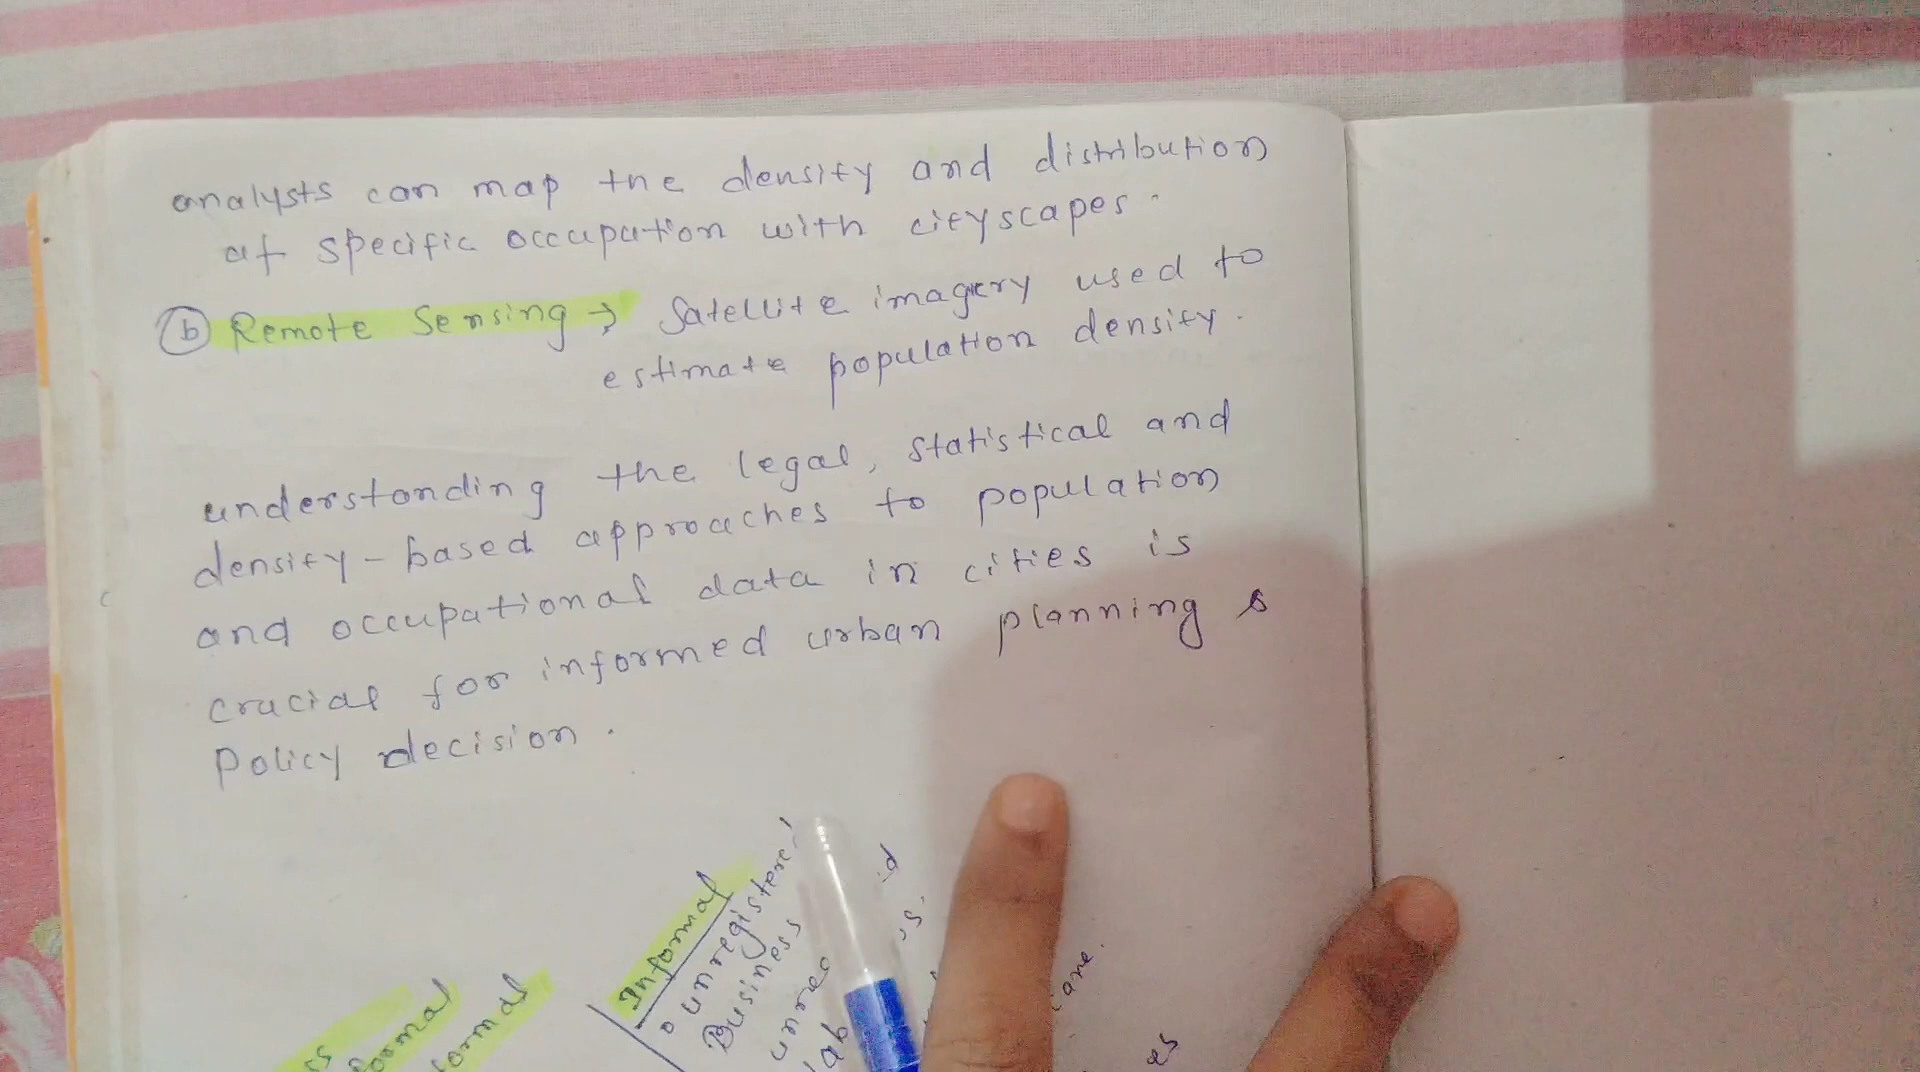 analysts can map the density and distribution
of specific occupation with cityscapes.
(b) Remote Sensing → Satellite imagery used to
estimate population density.
understanding the legal, statistical and
density-based approaches to population
and occupational data in cities is
crucial for informed urban planning &
Policy decision.
Informal
unregistered
Business